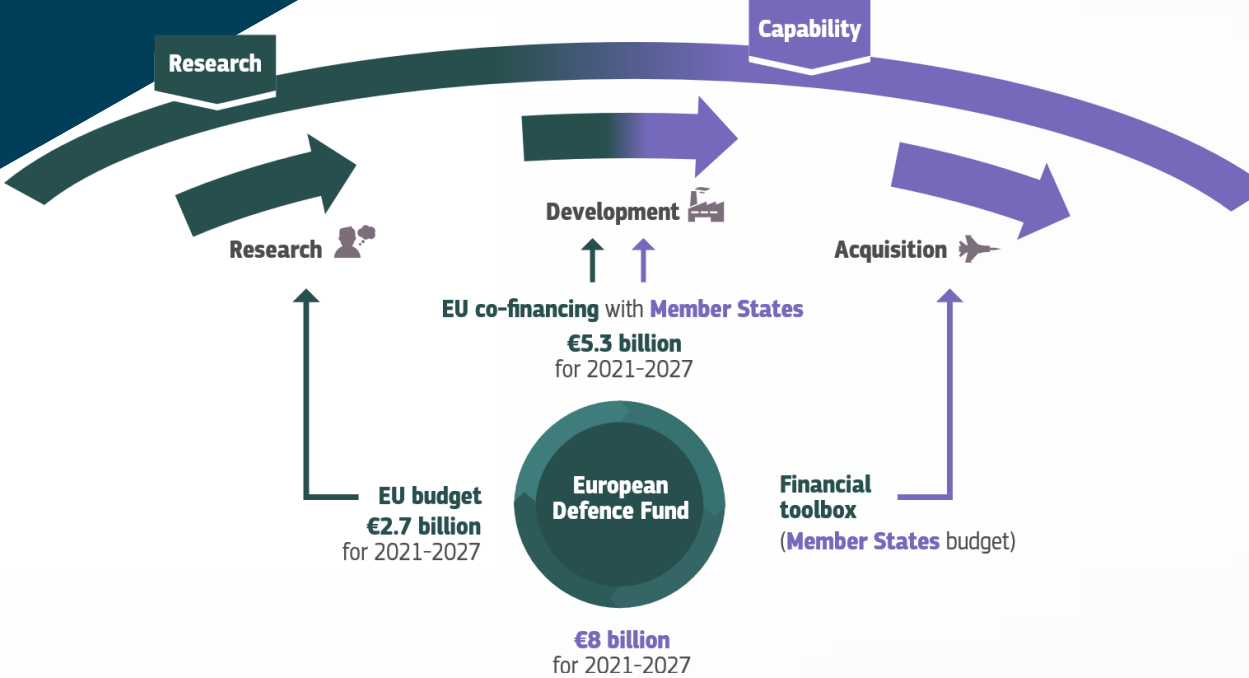 Research
Capability
Development
Research
Acquisition
EU co-financing with Member States
€5.3 billion
for 2021-2027
European
Defence Fund
EU budget
€2.7 billion
for 2021-2027
Financial
toolbox
(Member States budget)
€8 billion
for 2021-2027